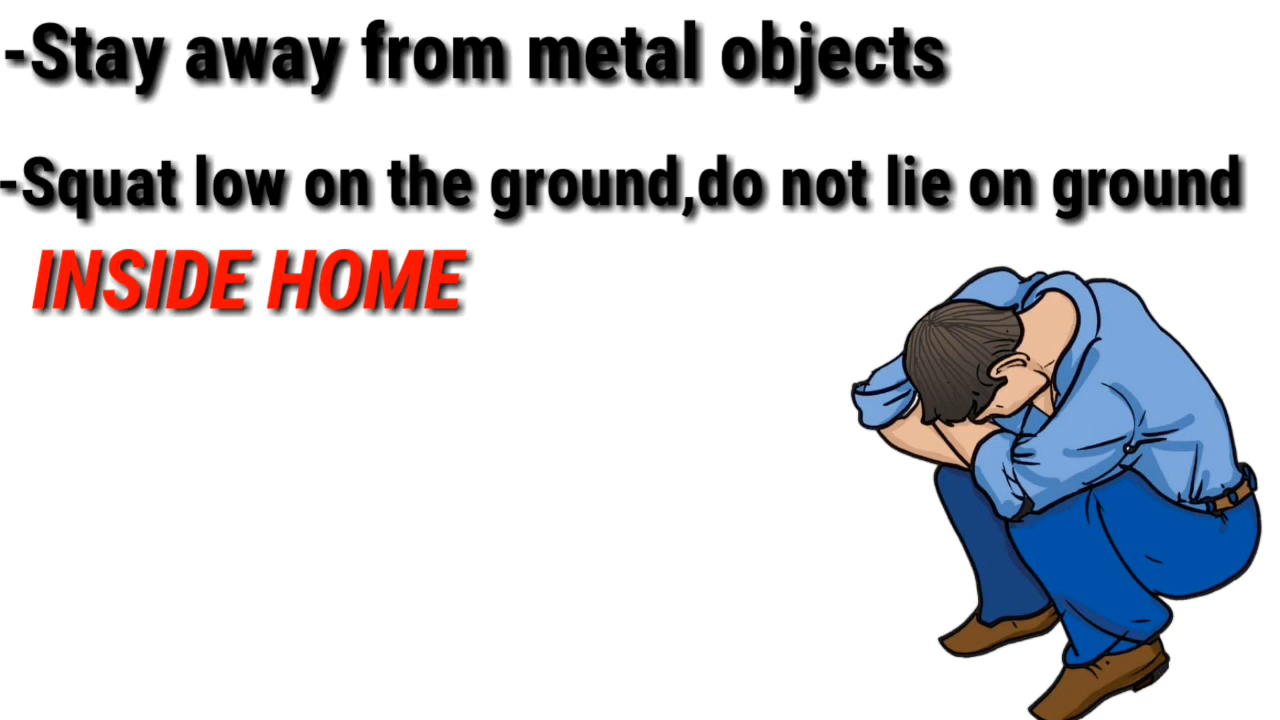 -Stay away from metal objects
-Squat low on the ground,do not lie on ground
INSIDE HOME